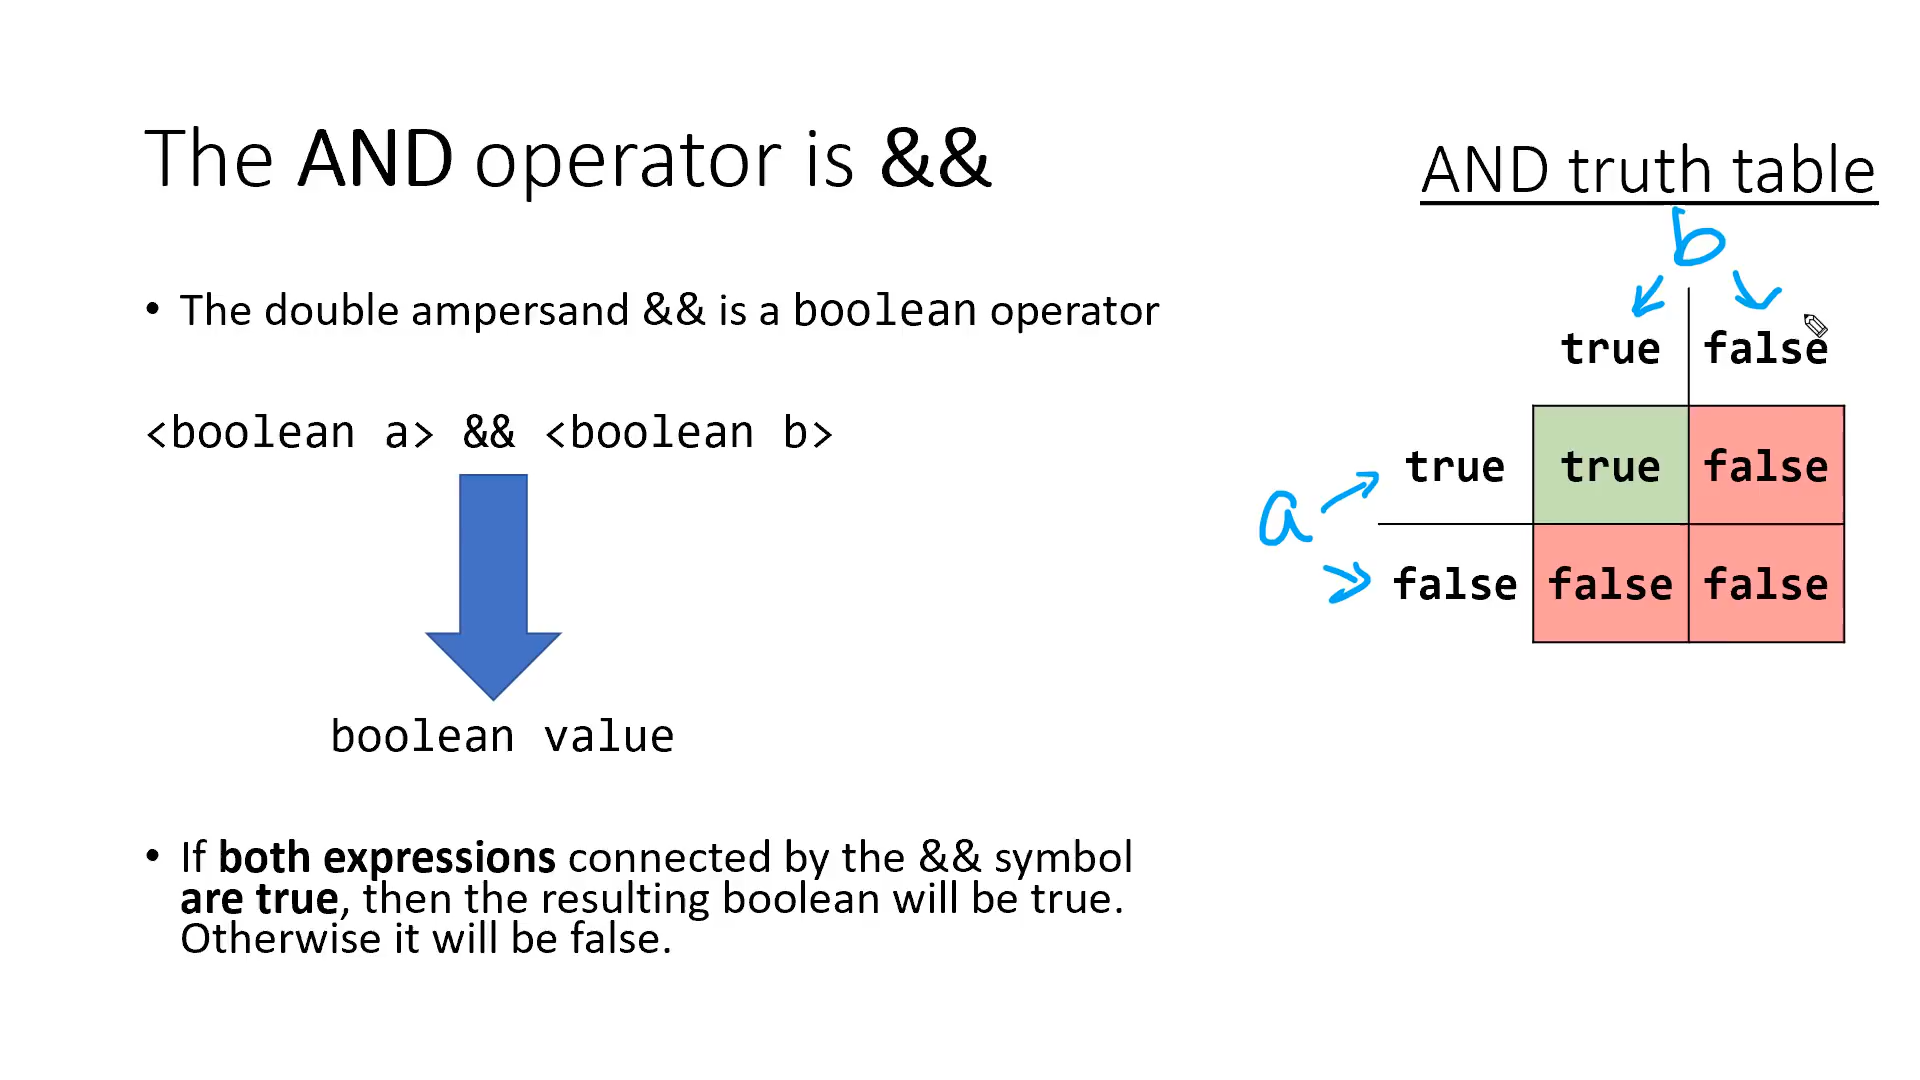 The AND operator is &&
• The double ampersand && is a boolean operator
<boolean a> && <boolean b>
boolean value
• If both expressions connected by the && symbol
are true, then the resulting boolean will be true.
Otherwise it will be false.
AND truth table
b
true false
a
true true false
false false false